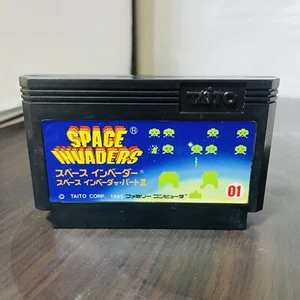 TAITO
SPACE
INVADERS®
スペース インベーダー®
スペース インベーダー・パートII
01
© TAITO CORP. 1985 ファミリー コンピュータ™